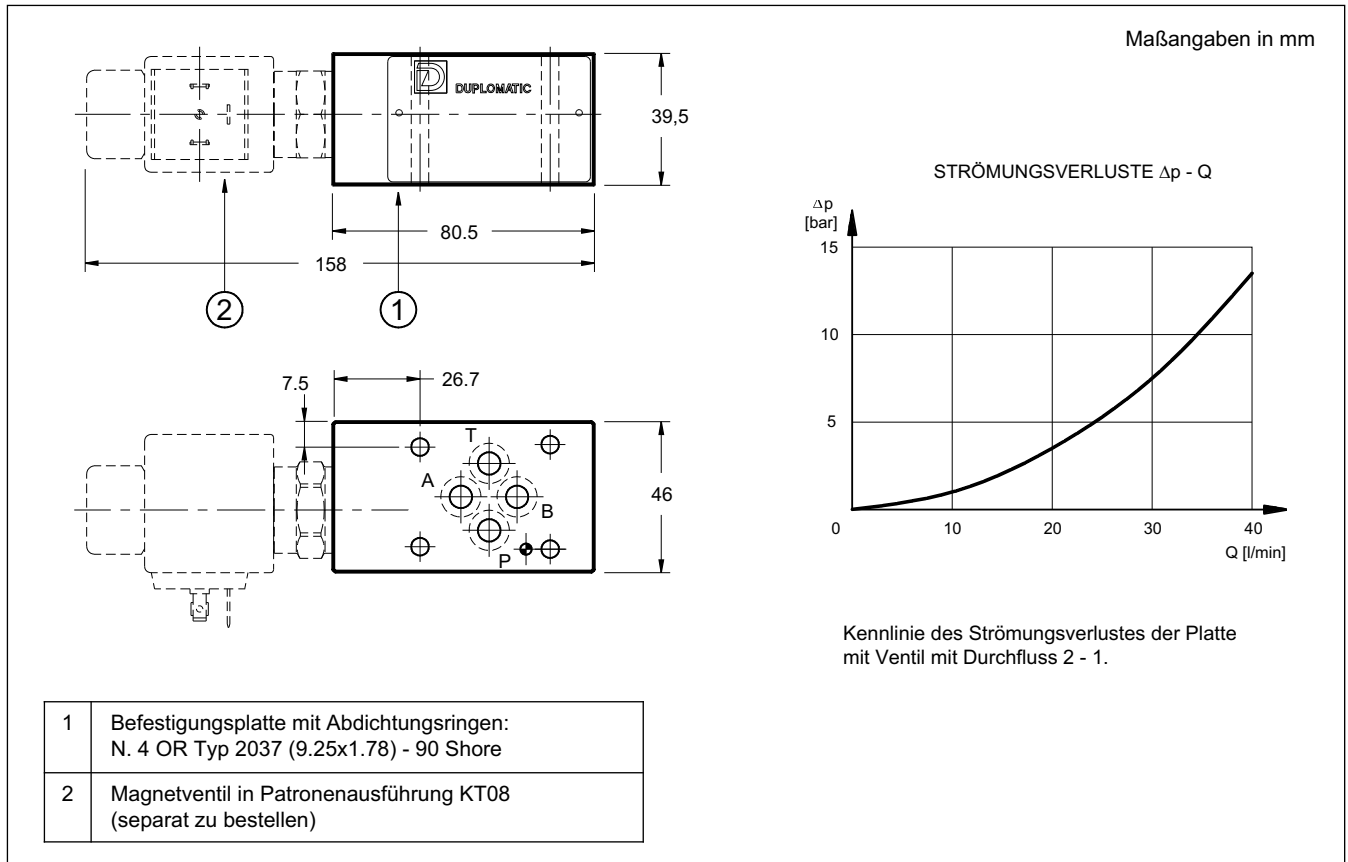 Maßangaben in mm
DUPLOMATIC
39,5
80.5
158
2
1
STRÖMUNGSVERLUSTE Δp - Q
Δp
[bar]
15
10
5
0
10
20
30
40
Q [l/min]
7.5
26.7
T
A
B
P
46
Kennlinie des Strömungsverlustes der Platte
mit Ventil mit Durchfluss 2 - 1.
1
Befestigungsplatte mit Abdichtungsringen:
N. 4 OR Typ 2037 (9.25x1.78) - 90 Shore
2
Magnetventil in Patronenausführung KT08
(separat zu bestellen)